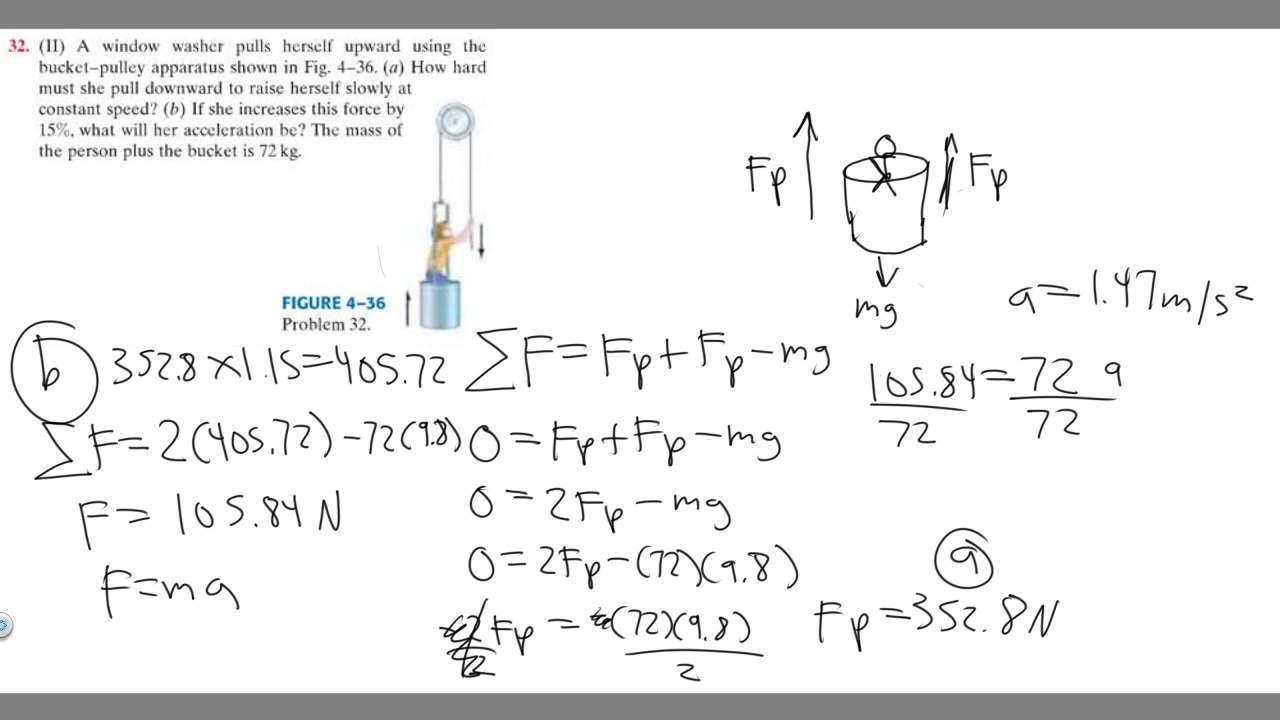 32. (II) A window washer pulls herself upward using the
bucket–pulley apparatus shown in Fig. 4–36. (a) How hard
must she pull downward to raise herself slowly at
constant speed? (b) If she increases this force by
15%, what will her acceleration be? The mass of
the person plus the bucket is 72 kg.
FIGURE 4–36
Problem 32.
Fp
Fp
mg
a = 1.47 m/s²
b
352.8 × 1.15 = 405.72
ΣF = 2(405.72) - 72(9.8)
F = 105.84 N
F = ma
ΣF = Fp + Fp - mg
0 = Fp + Fp - mg
0 = 2Fp - mg
0 = 2Fp - (72)(9.8)
Fp = (72)(9.8)
2
105.84 = 72 a
72 72
a
Fp = 352.8 N